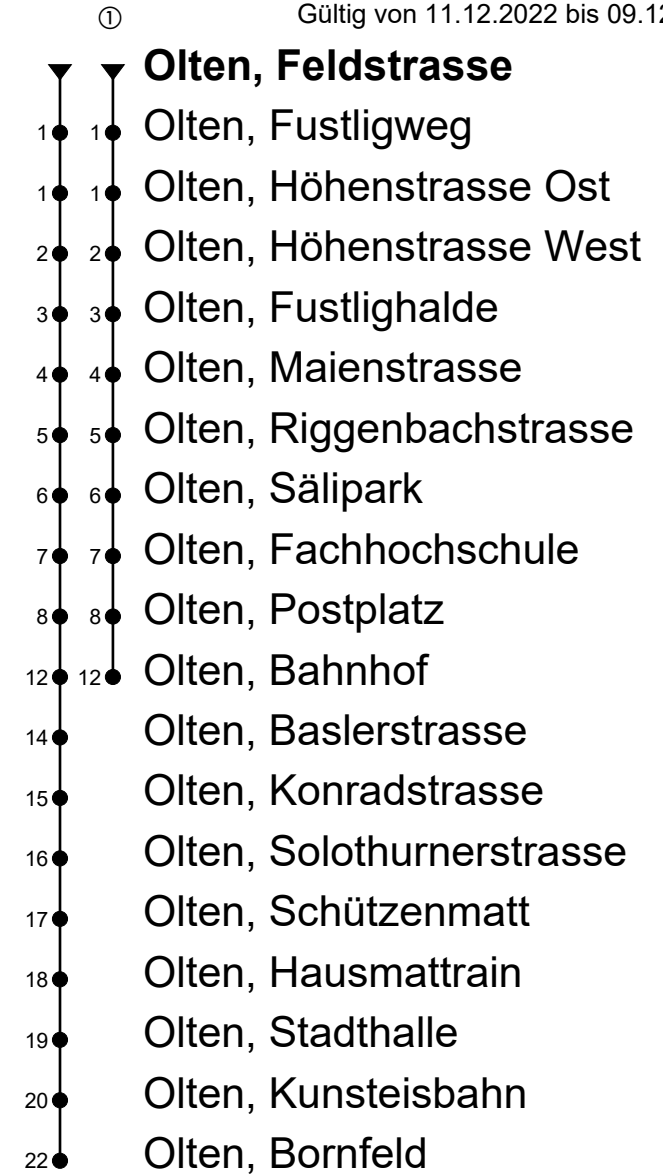 ① Gültig von 11.12.2022 bis 09.12
Olten, Feldstrasse
1 1 Olten, Fustligweg
1 1 Olten, Höhenstrasse Ost
2 2 Olten, Höhenstrasse West
3 3 Olten, Fustlighalde
4 4 Olten, Maienstrasse
5 5 Olten, Riggenbachstrasse
6 6 Olten, Sälipark
7 7 Olten, Fachhochschule
8 8 Olten, Postplatz
12 12 Olten, Bahnhof
14 Olten, Baslerstrasse
15 Olten, Konradstrasse
16 Olten, Solothurnerstrasse
17 Olten, Schützenmatt
18 Olten, Hausmattrain
19 Olten, Stadthalle
20 Olten, Kunsteisbahn
22 Olten, Bornfeld